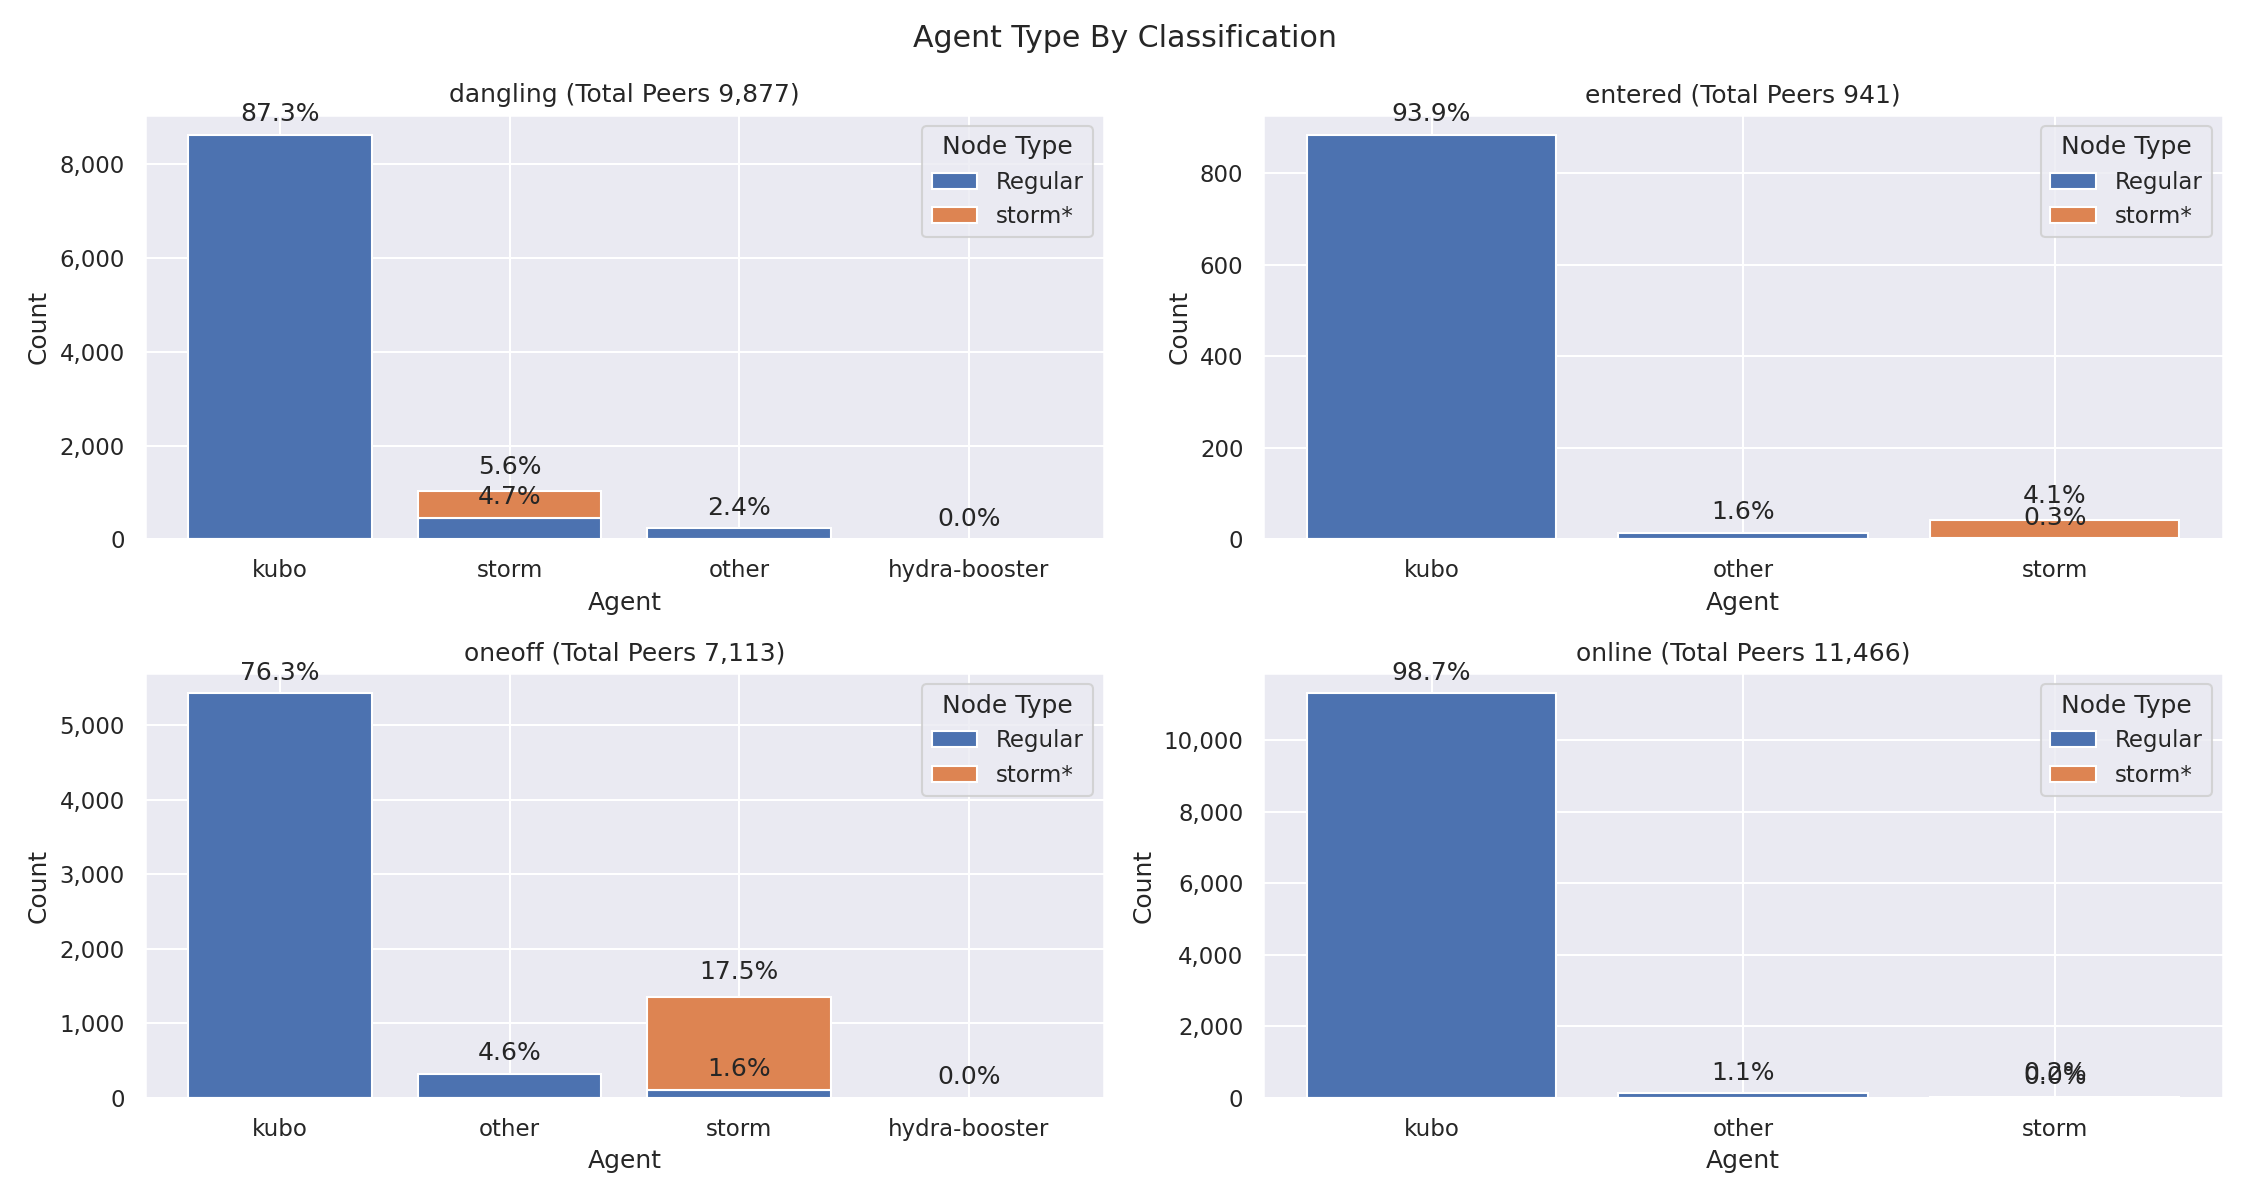 Agent Type By Classification
dangling (Total Peers 9,877)
87.3%
5.6%
4.7%
2.4%
0.0%
Node Type
Regular
storm*
8,000
6,000
4,000
2,000
0
Count
kubo
storm
other
hydra-booster
Agent
entered (Total Peers 941)
93.9%
1.6%
4.1%
0.3%
Node Type
Regular
storm*
800
600
400
200
0
Count
kubo
other
storm
Agent
oneoff (Total Peers 7,113)
76.3%
4.6%
17.5%
1.6%
0.0%
Node Type
Regular
storm*
5,000
4,000
3,000
2,000
1,000
0
Count
kubo
other
storm
hydra-booster
Agent
online (Total Peers 11,466)
98.7%
1.1%
0.2%
0.0%
Node Type
Regular
storm*
10,000
8,000
6,000
4,000
2,000
0
Count
kubo
other
storm
Agent